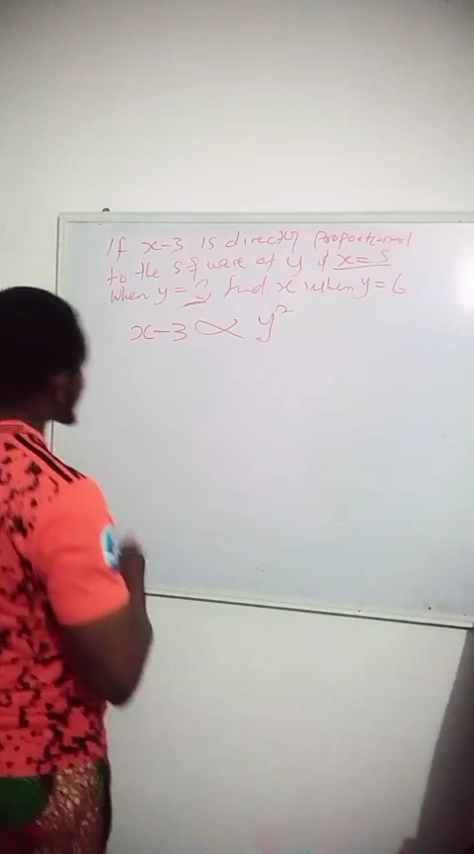 If x-3 is directly proportional
to the square of y & x=5
when y = 2, find x when y=6
x-3 ∝ y²